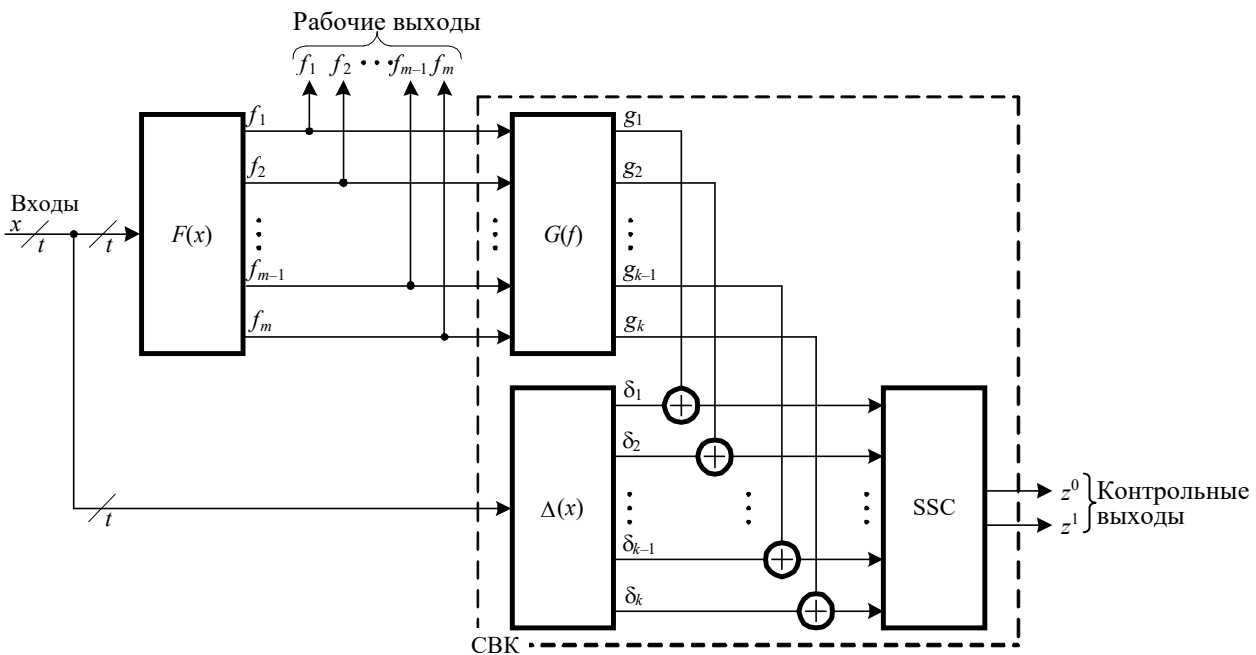 Рабочие выходы
f1 f2 ··· fm–1 fm
f1
f2
⋮
fm–1
fm
Входы
x
t
t
F(x)
⋮
G(f)
g1
g2
⋮
gk–1
gk
t
Δ(x)
δ1
δ2
⋮
δk–1
δk
⋮
⋮
SSC
z⁰
z¹
Контрольные
выходы
СВК